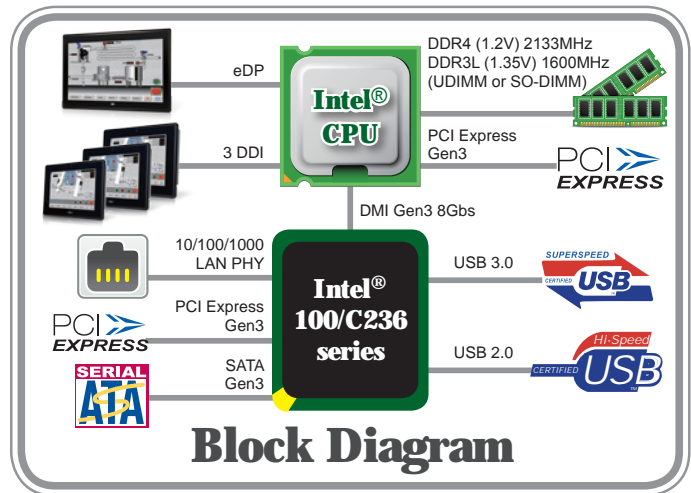 eDP
Intel®
CPU
DDR4 (1.2V) 2133MHz
DDR3L (1.35V) 1600MHz
(UDIMM or SO-DIMM)
3 DDI
PCI Express
Gen3
PCI
EXPRESS
DMI Gen3 8Gbs
10/100/1000
LAN PHY
Intel®
100/C236
series
USB 3.0
SUPERSPEED
CERTIFIED USB
PCI
EXPRESS
PCI Express
Gen3
USB 2.0
Hi-Speed
CERTIFIED USB
SERIAL
ATA
SATA
Gen3
Block Diagram